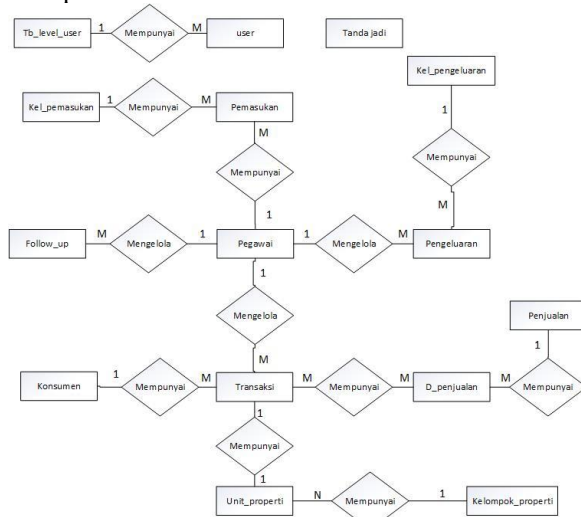 Tb_level_user 1 Mempunyai M user
Tanda jadi
Kel_pengeluaran
Kel_pemasukan 1 Mempunyai M Pemasukan
1
M
Mempunyai
Mempunyai
M
1
Follow_up M Mengelola 1 Pegawai 1 Mengelola M Pengeluaran
1
Mengelola
Penjualan
M
1
Konsumen 1 Mempunyai M Transaksi M Mempunyai M D_penjualan M Mempunyai
1
Mempunyai
1
Unit_properti N Mempunyai 1 Kelompok_properti